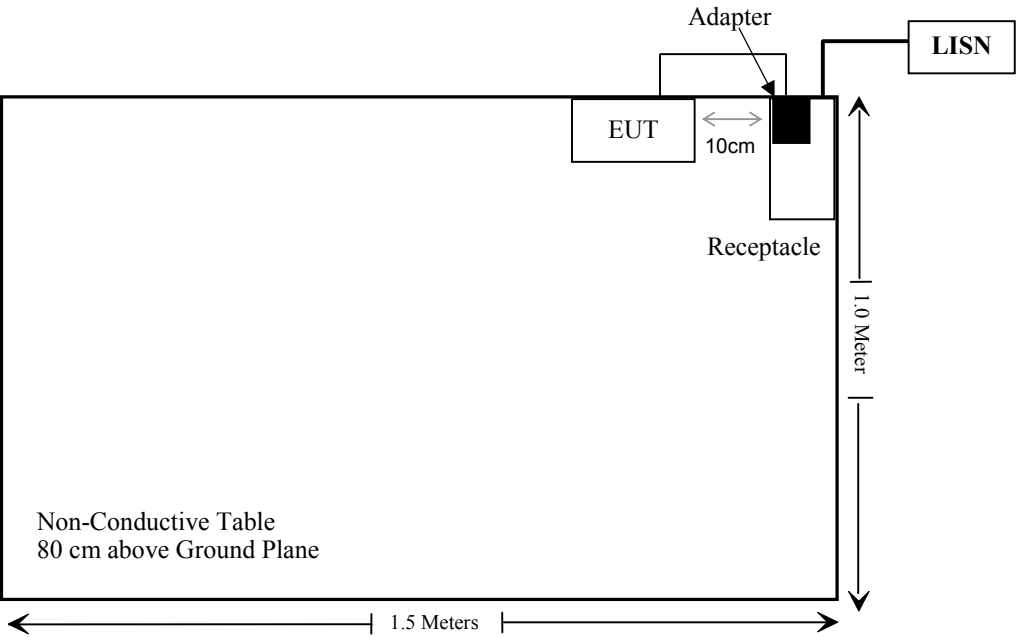 Adapter
LISN
EUT
10cm
Receptacle
1.0 Meter
Non-Conductive Table
80 cm above Ground Plane
1.5 Meters